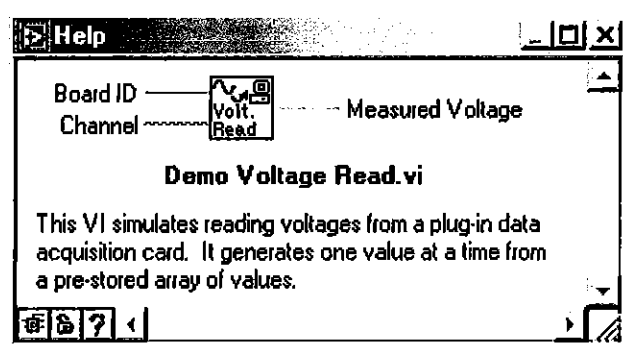 Help
Board ID
Channel
Volt.
Read
Measured Voltage
Demo Voltage Read.vi
This VI simulates reading voltages from a plug-in data
acquisition card. It generates one value at a time from
a pre-stored array of values.
?